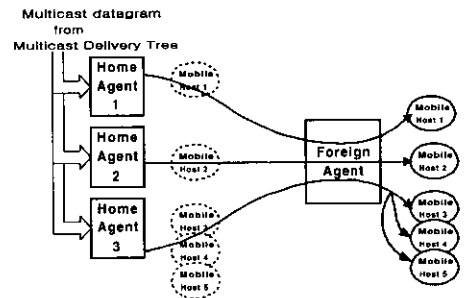 Multicast datagram
from
Multicast Delivery Tree
Home
Agent
1
Mobile
Host 1
Mobile
Host 1
Home
Agent
2
Mobile
Host 2
Foreign
Agent
Mobile
Host 2
Home
Agent
3
Mobile
Host 3
Mobile
Host 4
Mobile
Host 5
Mobile
Host 3
Mobile
Host 4
Mobile
Host 5